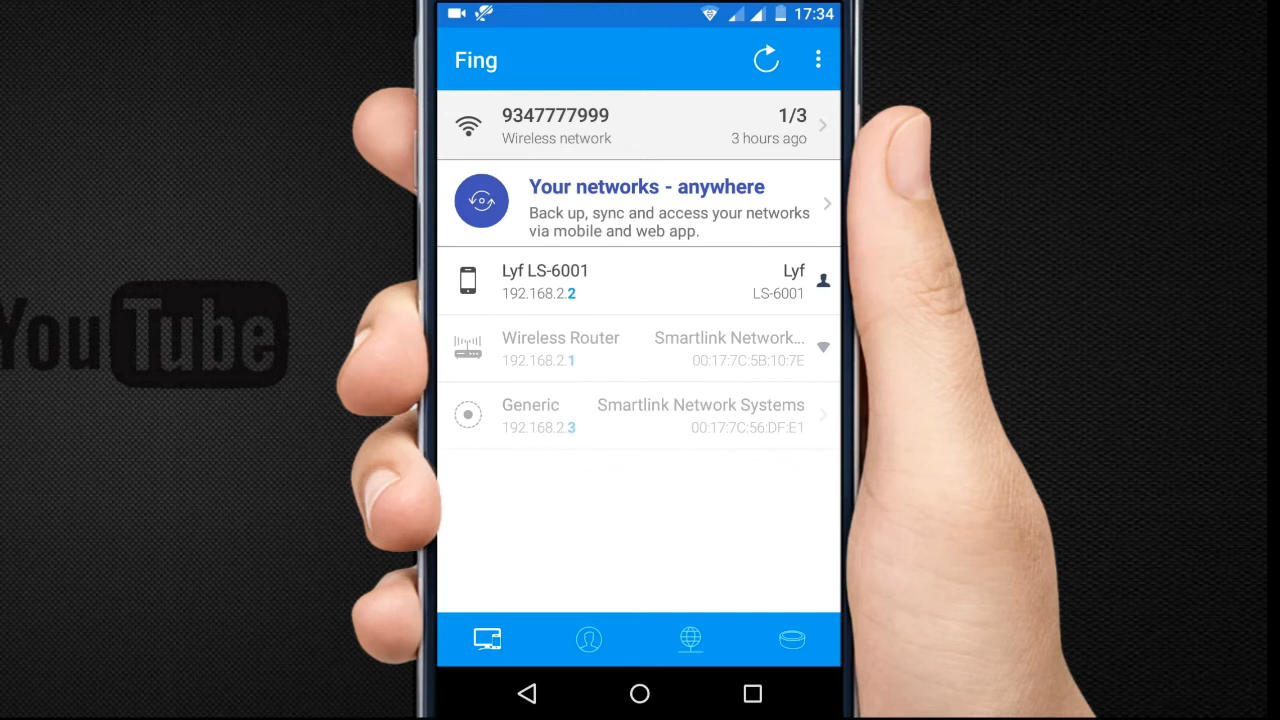 17:34
Fing
9347777999 1/3
Wireless network 3 hours ago
Your networks - anywhere
Back up, sync and access your networks
via mobile and web app.
Lyf LS-6001 Lyf
192.168.2.2 LS-6001
Wireless Router Smartlink Network...
192.168.2.1 00:17:7C:5B:10:7E
Generic Smartlink Network Systems
192.168.2.3 00:17:7C:56:DF:E1
YouTube